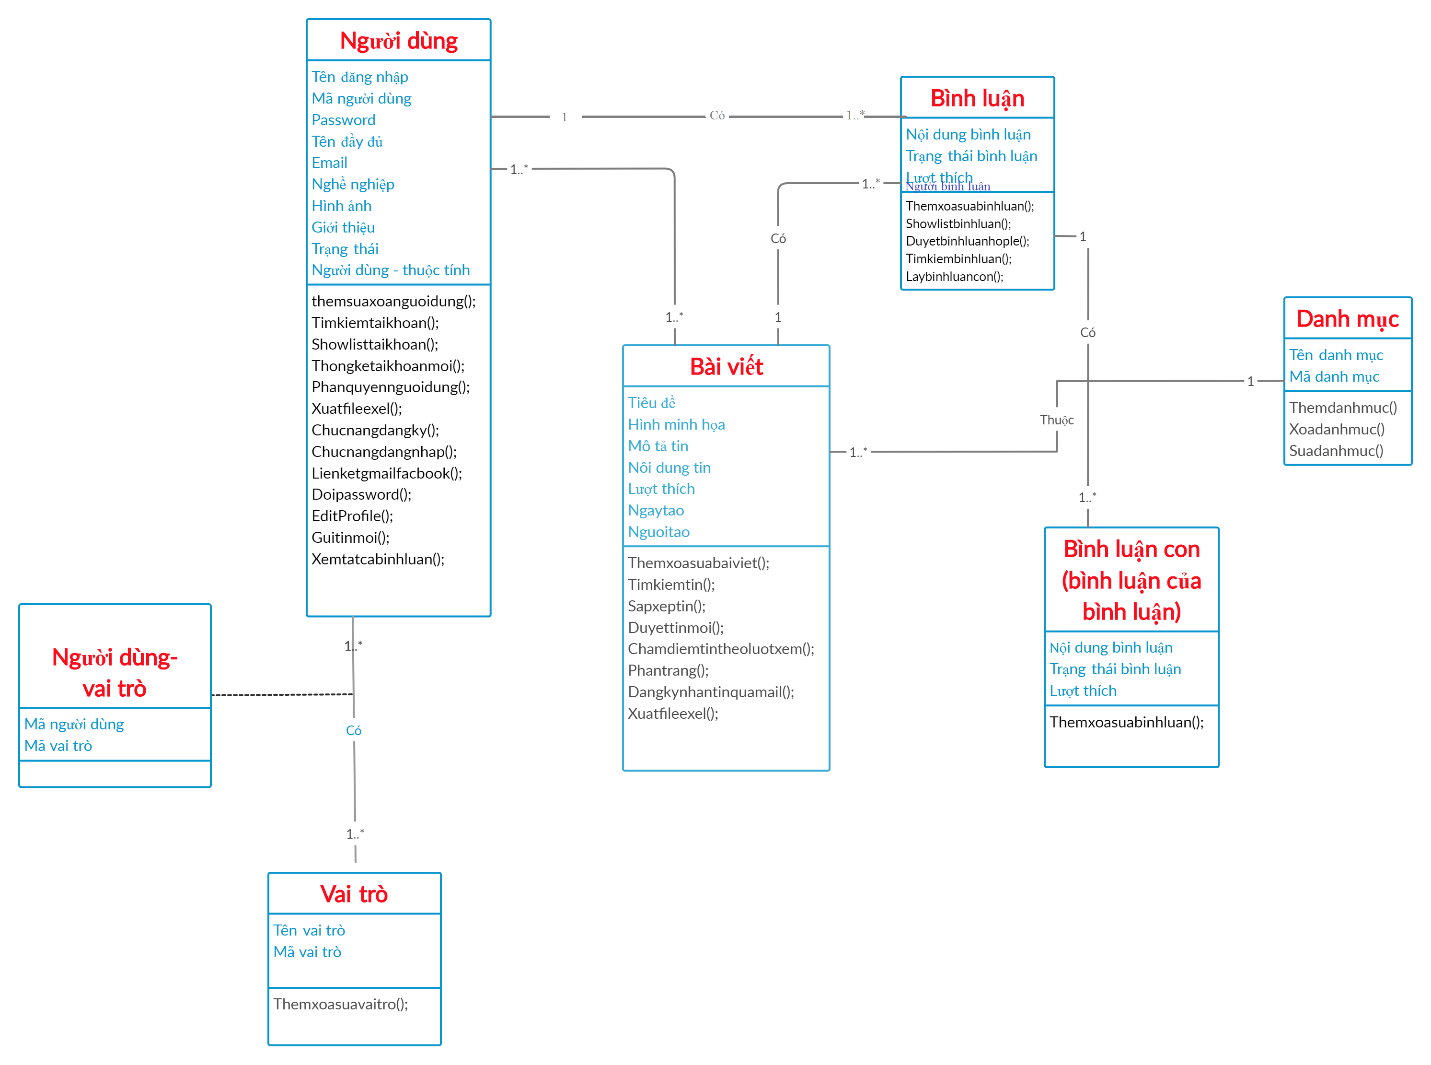 Người dùng
Tên đăng nhập
Mã người dùng
Password
Tên đầy đủ
Email
Nghề nghiệp
Hình ảnh
Giới thiệu
Trạng thái
Người dùng - thuộc tính
themsuaxoanguoidung();
Timkiemtaikhoan();
Showlisttaikhoan();
Thongketaikhoanmoi();
Phanquyennguoidung();
Xuatfileexel();
Chucnangdangky();
Chucnangdangnhap();
Lienketgmailfacbook();
Doipassword();
EditProfile();
Guitinmoi();
Xemtatcabinhluan();
1
Có
1..*
1..*
1..*
Bình luận
Nội dung bình luận
Trạng thái bình luận
Lượt thích
Người bình luân
Themxoasuabinhluan();
Showlistbinhluan();
Duyetbinhluanhople();
Timkiembinhluan();
Laybinhluancon();
1..*
Có
1
1
Có
1..*
Danh mục
Tên danh mục
Mã danh mục
Themdanhmuc()
Xoadanhmuc()
Suadanhmuc()
1
Thuộc
1..*
Bài viết
Tiêu đề
Hình minh họa
Mô tả tin
Nôi dung tin
Lượt thích
Ngaytao
Nguoitao
Themxoasuabaiviet();
Timkiemtin();
Sapxeptin();
Duyettinmoi();
Chamdiemtintheoluotxem();
Phantrang();
Dangkynhantinquamail();
Xuatfileexel();
Bình luận con
(bình luận của
bình luận)
Nội dung bình luận
Trạng thái bình luận
Lượt thích
Themxoasuabinhluan();
Người dùng-
vai trò
Mã người dùng
Mã vai trò
1..*
Có
1..*
Vai trò
Tên vai trò
Mã vai trò
Themxoasuavaitro();